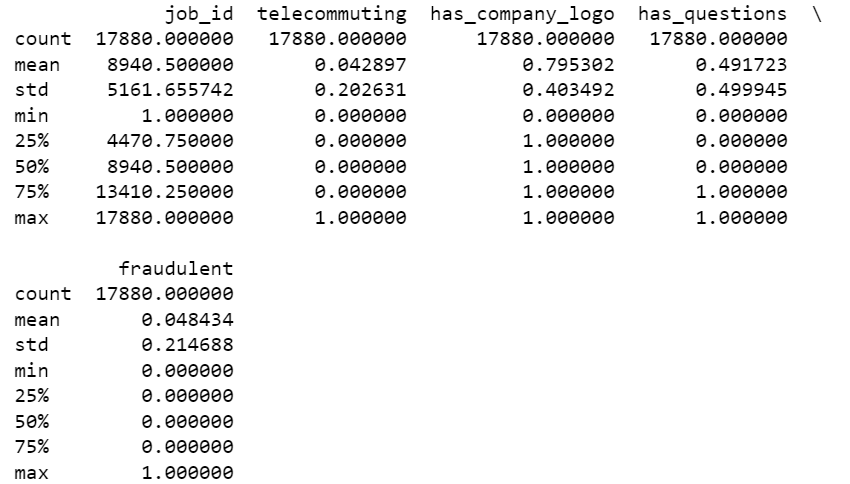 job_id  telecommuting  has_company_logo  has_questions  \
count  17880.000000   17880.000000      17880.000000   17880.000000
mean    8940.500000       0.042897          0.795302       0.491723
std     5161.655742       0.202631          0.403492       0.499945
min        1.000000       0.000000          0.000000       0.000000
25%     4470.750000       0.000000          1.000000       0.000000
50%     8940.500000       0.000000          1.000000       0.000000
75%    13410.250000       0.000000          1.000000       1.000000
max    17880.000000       1.000000          1.000000       1.000000

         fraudulent
count  17880.000000
mean       0.048434
std        0.214688
min        0.000000
25%        0.000000
50%        0.000000
75%        0.000000
max        1.000000